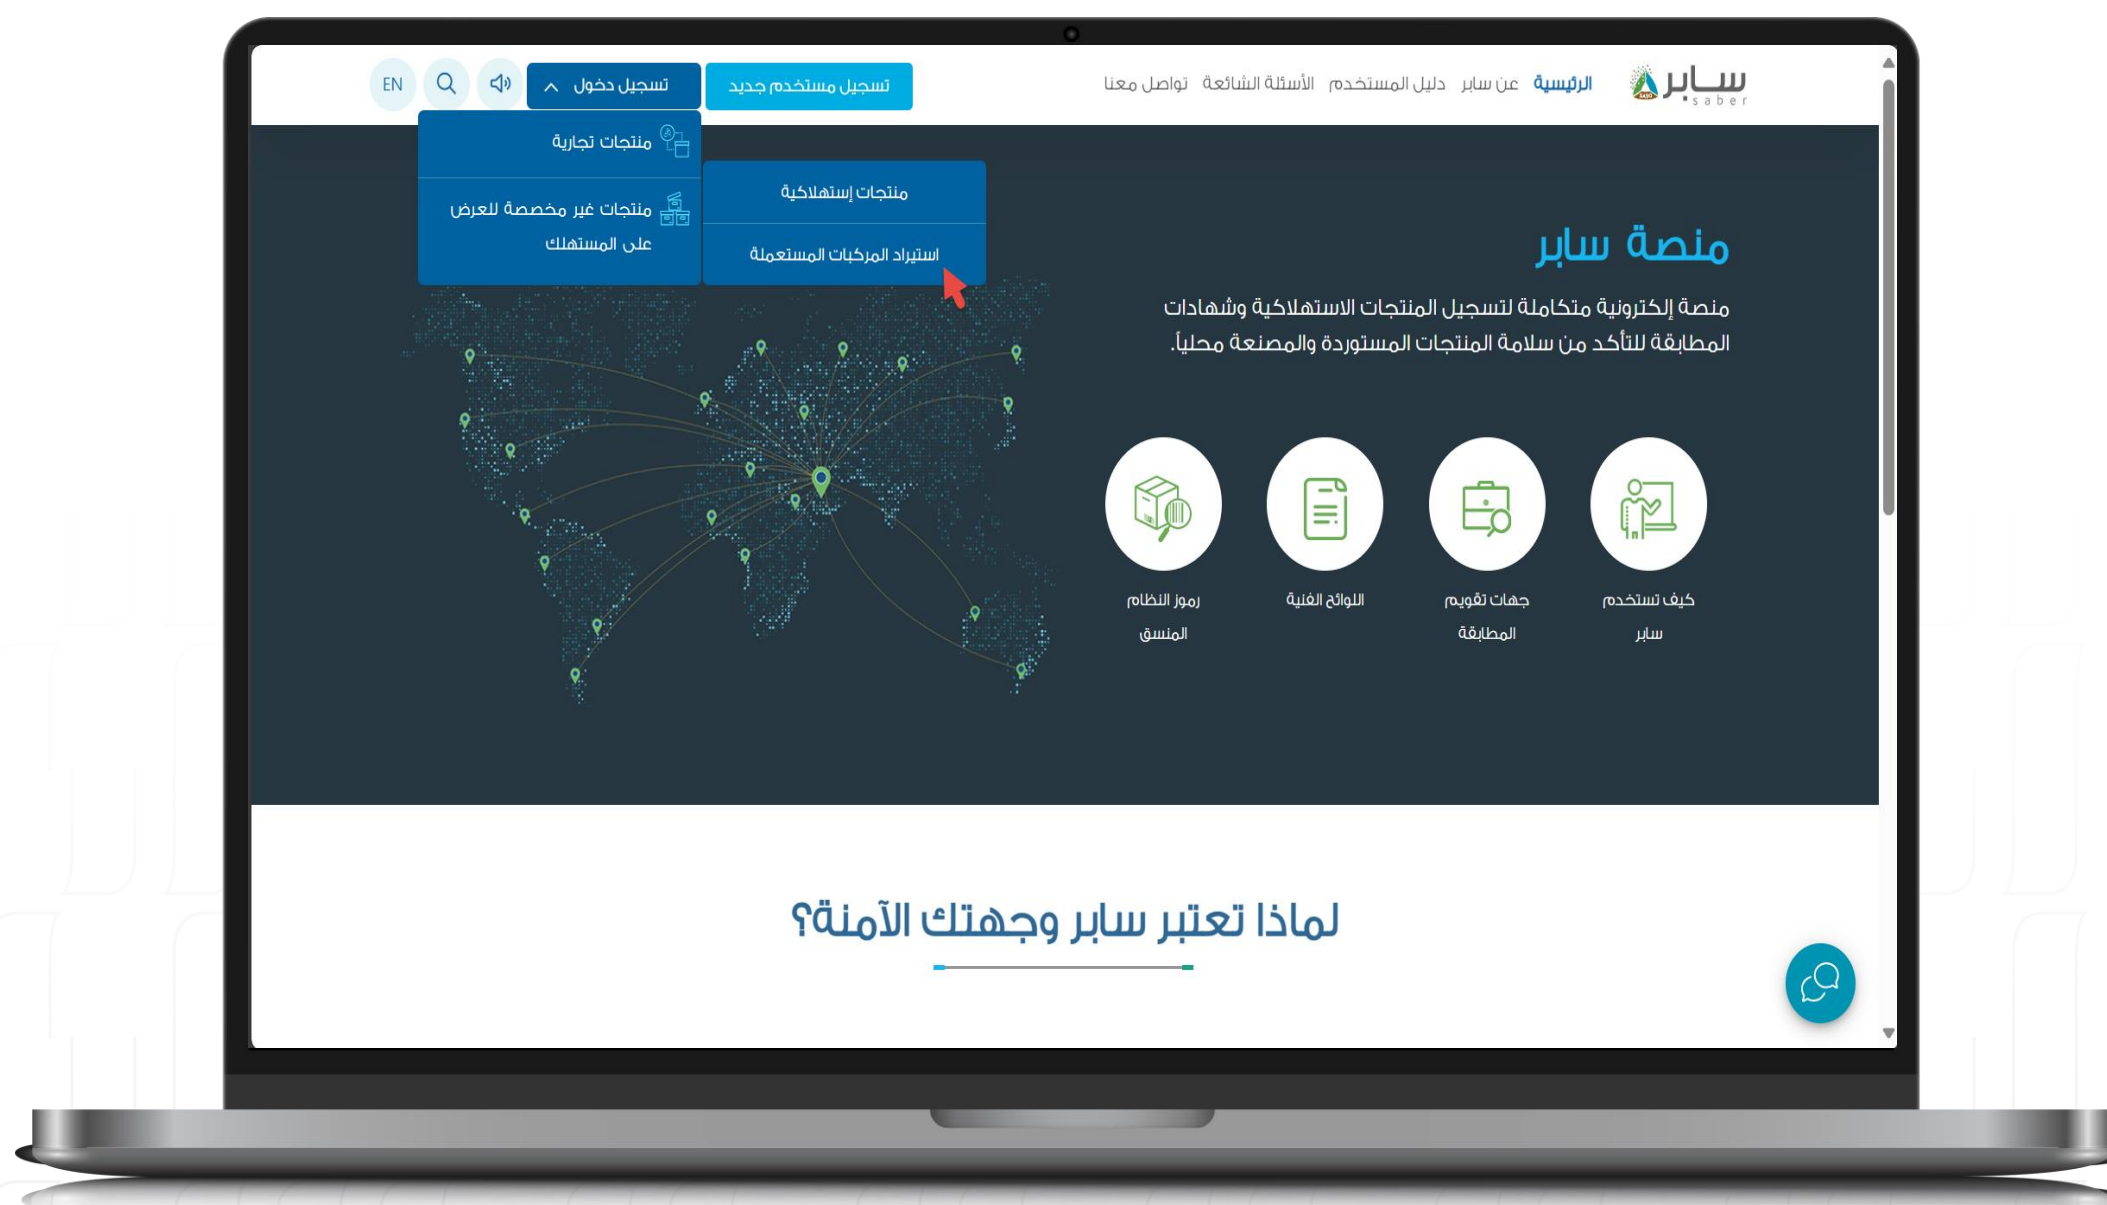 سابر
saber
SASO
الرئيسية عن سابر دليل المستخدم الأسئلة الشائعة تواصل معنا
تسجيل مستخدم جديد
تسجيل دخول
EN
منتجات تجارية
منتجات غير مخصصة للعرض
على المستهلك
منتجات إستهلاكية
استيراد المركبات المستعملة
منصة سابر
منصة إلكترونية متكاملة لتسجيل المنتجات الاستهلاكية وشهادات
المطابقة للتأكد من سلامة المنتجات المستوردة والمصنعة محلياً.
كيف تستخدم
سابر
جهات تقويم
المطابقة
اللوائح الفنية
رموز النظام
المنسق
لماذا تعتبر سابر وجهتك الآمنة؟